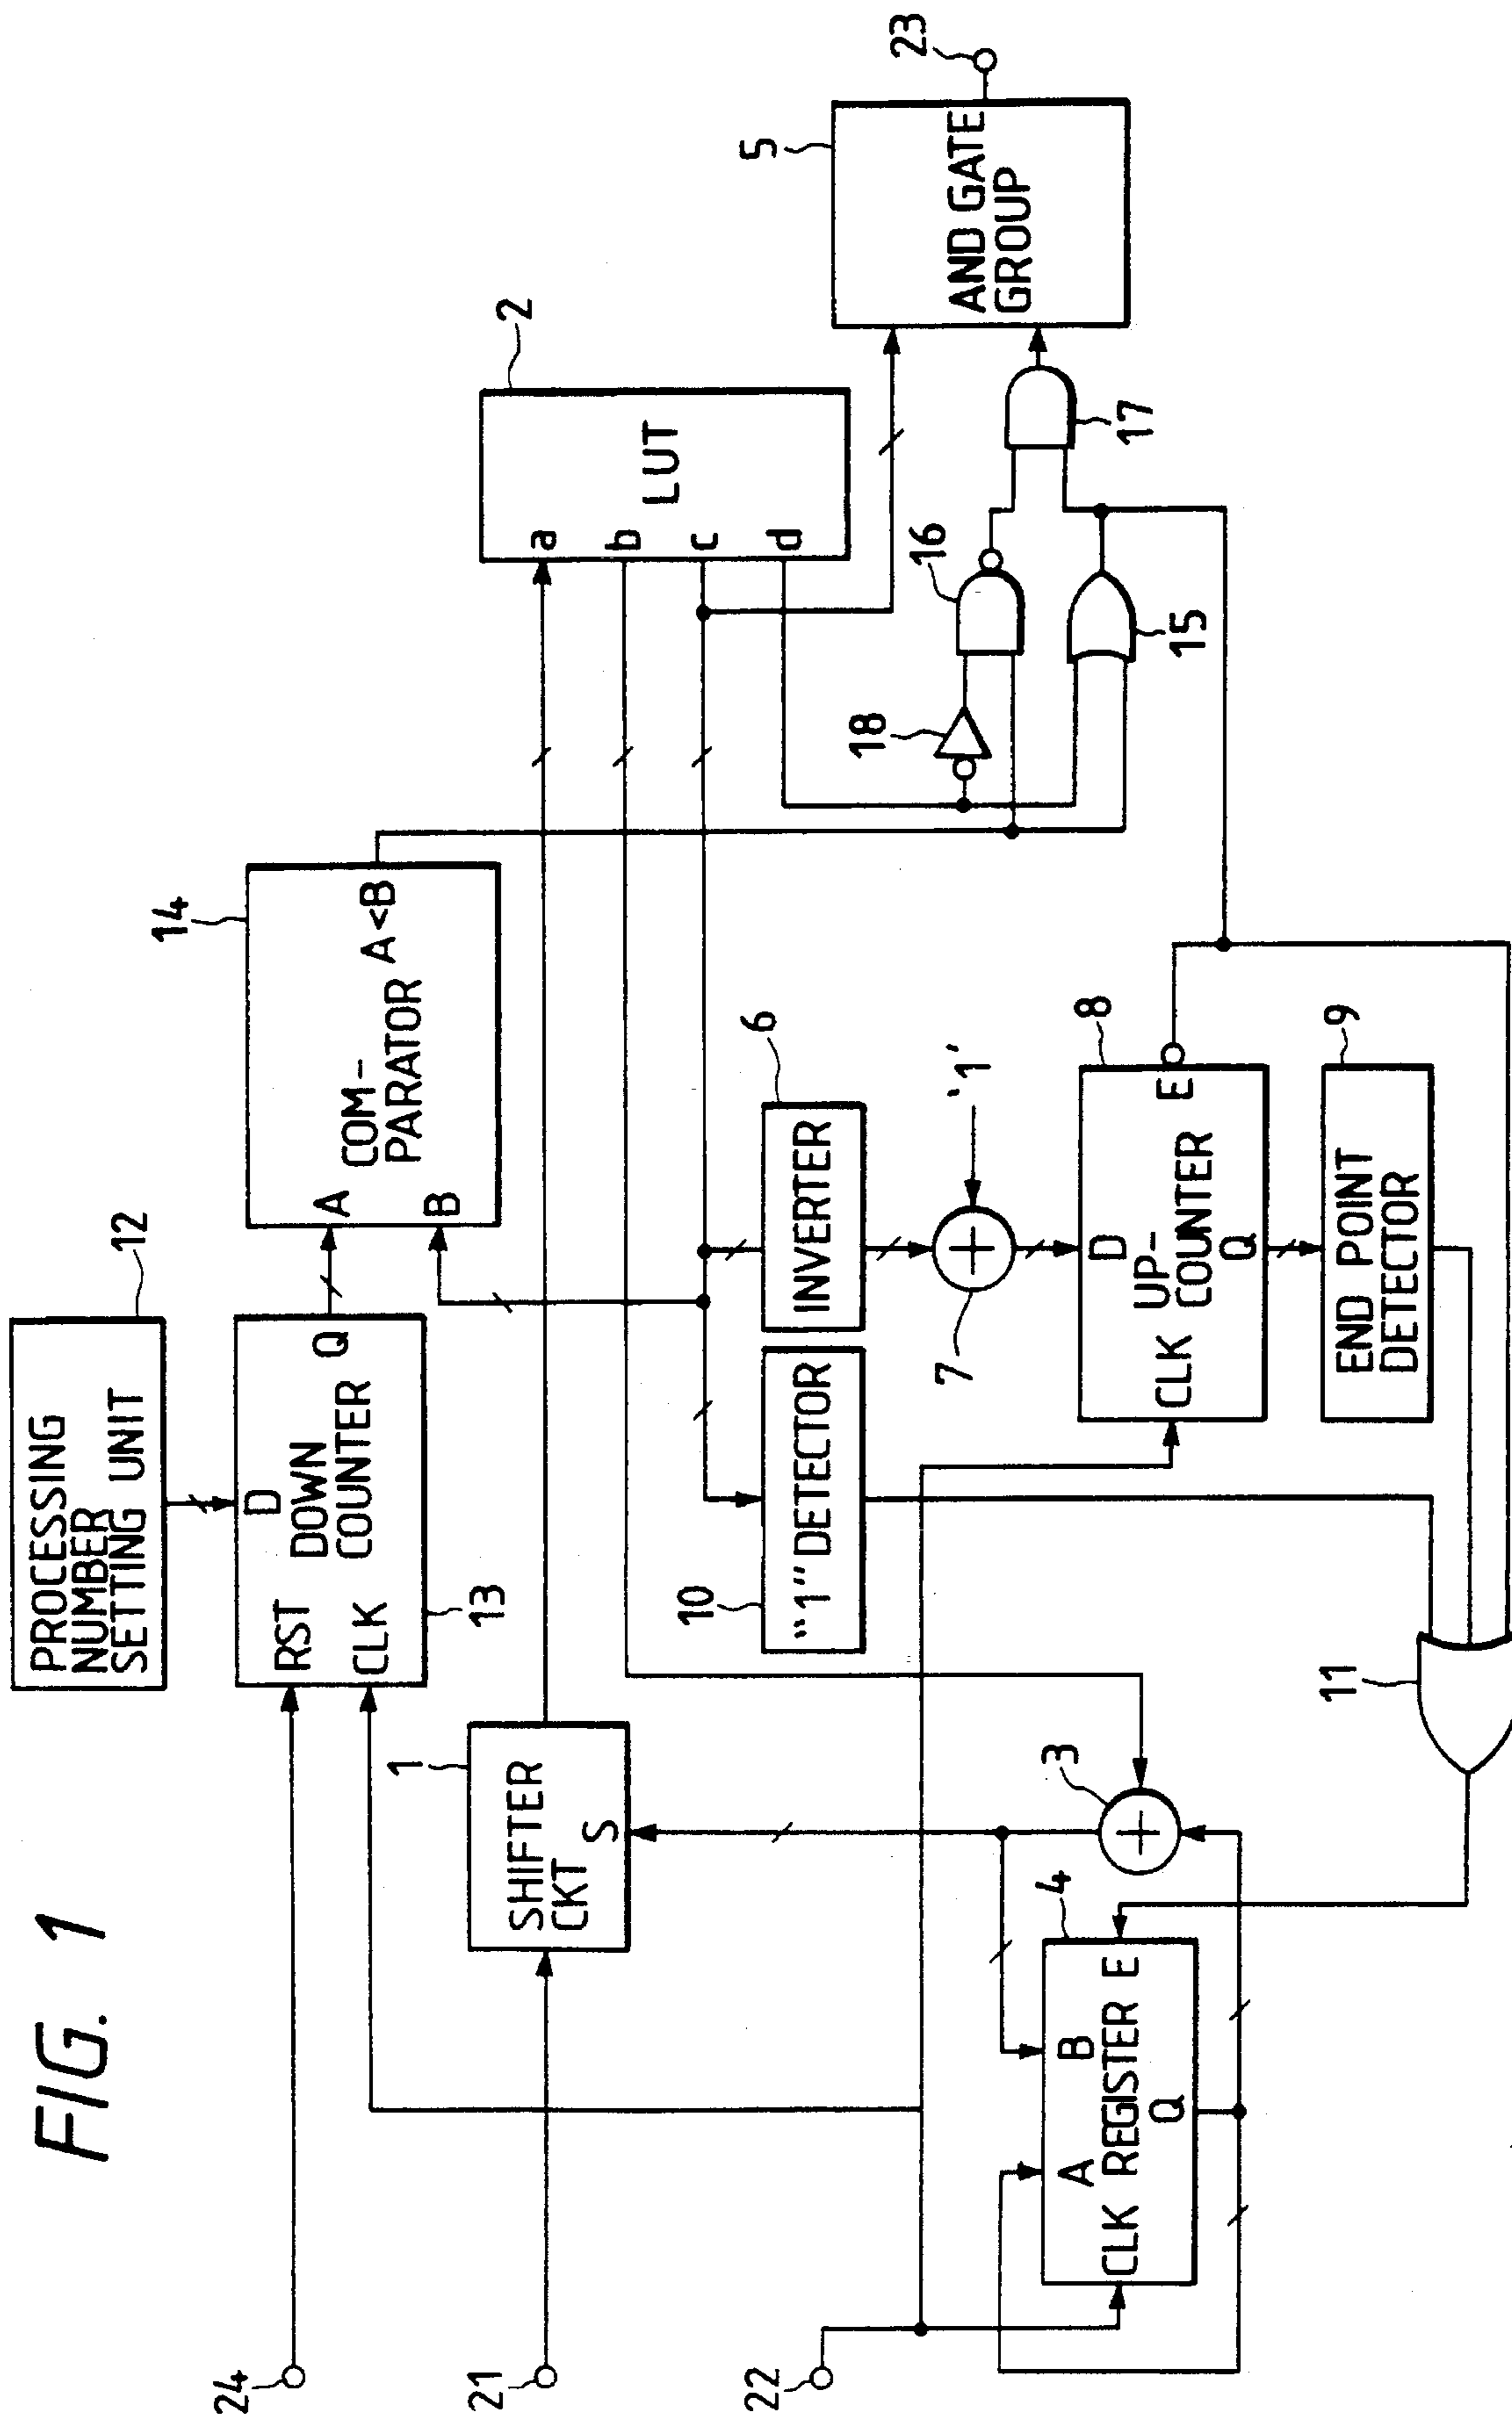 FIG. 1
PROCESSING
NUMBER
SETTING UNIT
12
24
RST
D
DOWN
COUNTER
Q
CLK
13
14
A
COM-
PARATOR
A<B
B
21
1
SHIFTER
CKT
S
2
a
b
c
d
LUT
22
10
"1" DETECTOR
6
INVERTER
7
'1'
8
D
UP-
COUNTER
CLK
E
Q
9
END POINT
DETECTOR
18
16
15
17
5
AND GATE
GROUP
23
3
4
A
B
CLK REGISTER E
Q
11